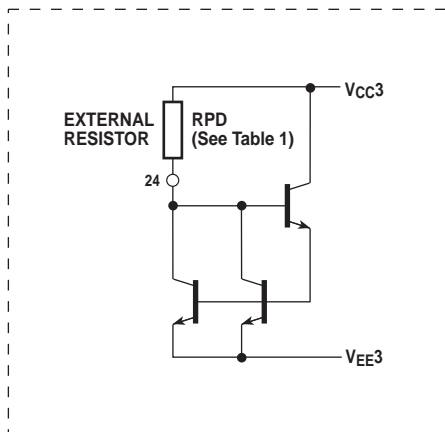 VCC3
EXTERNAL RESISTOR
RPD
(See Table 1)
24
VEE3